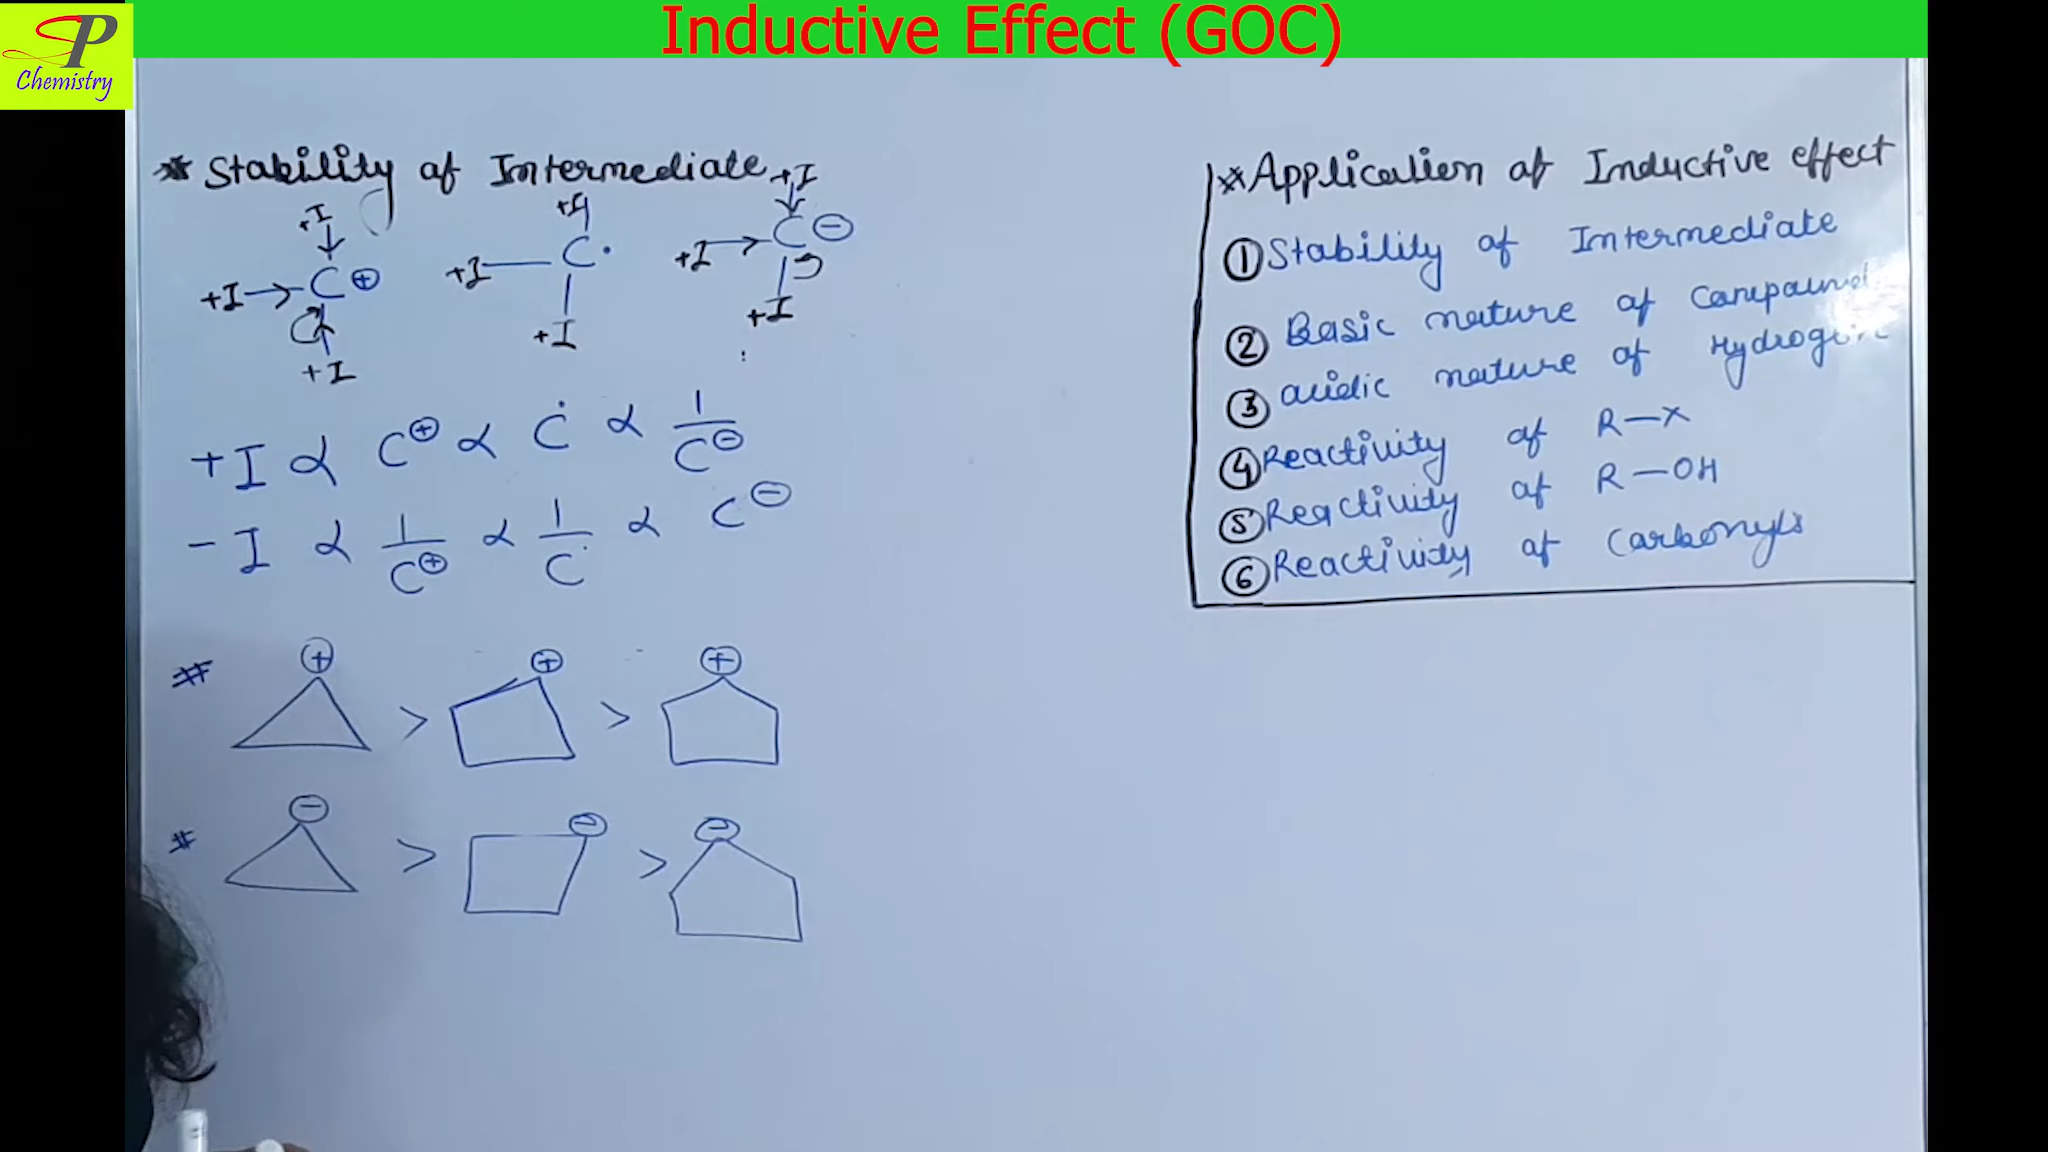 Inductive Effect (GOC)
SP
Chemistry
* Stability of Intermediate
+I +I +I
+I C⊕ +I C· +I C⊖
+I +I +I
+I ∝ C⊕ ∝ Ċ ∝ 1/C⊖
-I ∝ 1/C⊕ ∝ 1/Ċ ∝ C⊖
# ⊕ > ⊕ > ⊕
# ⊖ > ⊖ > ⊖
* Application of Inductive effect
① Stability of Intermediate
② Basic nature of Compound
③ acidic nature of Hydrogen
④ Reactivity of R-X
⑤ Reactivity of R-OH
⑥ Reactivity of Carbonyls